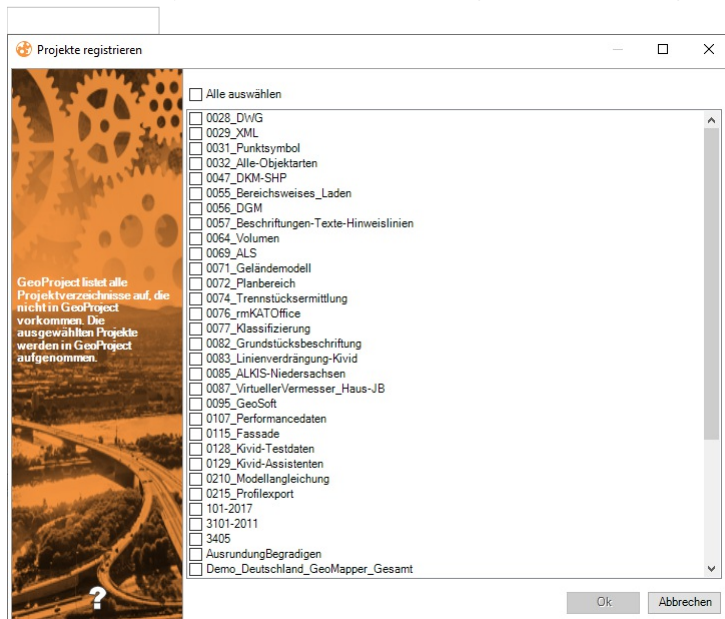 Projekte registrieren
Alle auswählen
0028_DWG
0029_XML
0031_Punktsymbol
0032_Alle-Objektarten
0047_DKM-SHP
0055_Bereichsweises_Laden
0056_DGM
0057_Beschriftungen-Texte-Hinweislinien
0064_Volumen
0069_ALS
0071_Geländemodell
0072_Planbereich
0074_Trennstücksermittlung
0076_rmKATOffice
0077_Klassifizierung
0082_Grundstücksbeschriftung
0083_Linienverdrängung-Kivid
0085_ALKIS-Niedersachsen
0087_VirtuellerVermesser_Haus-JB
0095_GeoSoft
0107_Performancedaten
0115_Fassade
0128_Kivid-Testdaten
0129_Kivid-Assistenten
0210_Modellangleichung
0215_Profilexport
101-2017
3101-2011
3405
AusrundungBegradigen
Demo_Deutschland_GeoMapper_Gesamt
GeoProject listet alle
Projektverzeichnisse auf, die
nicht in GeoProject
vorkommen. Die
ausgewählten Projekte
werden in GeoProject
aufgenommen.
?
Ok
Abbrechen